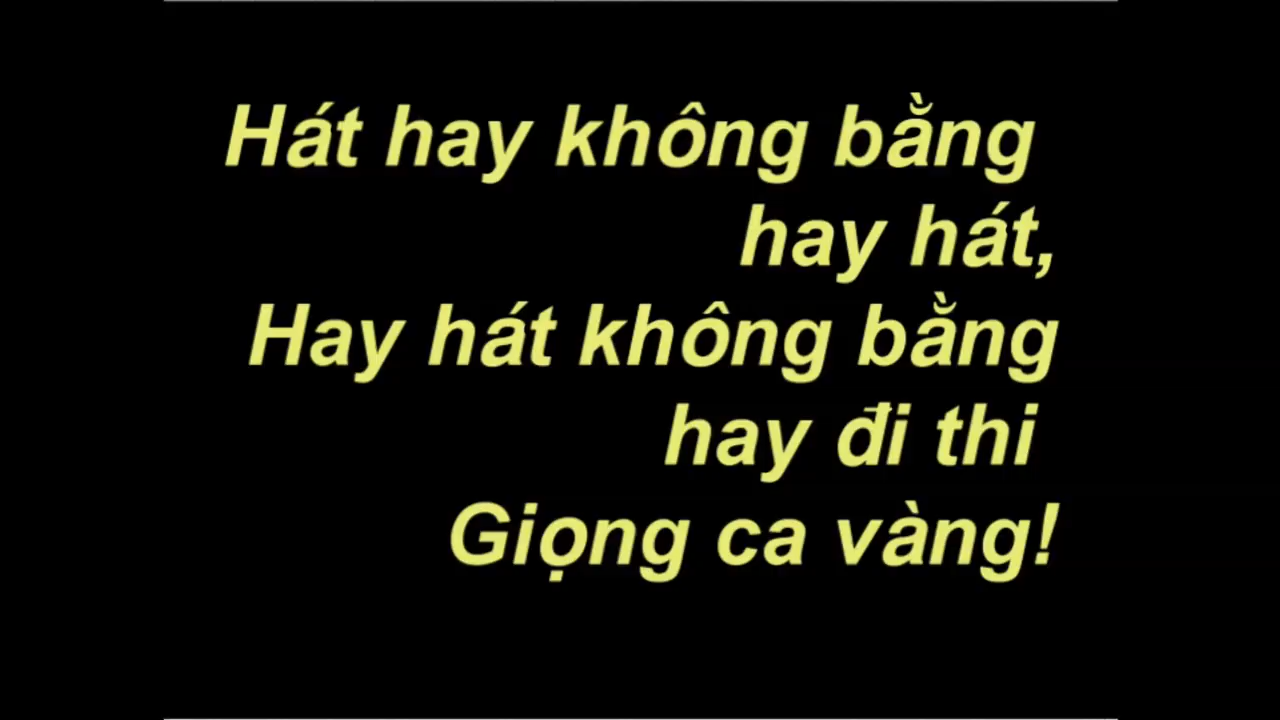 Hát hay không bằng
hay hát,
Hay hát không bằng
hay đi thi
Giọng ca vàng!